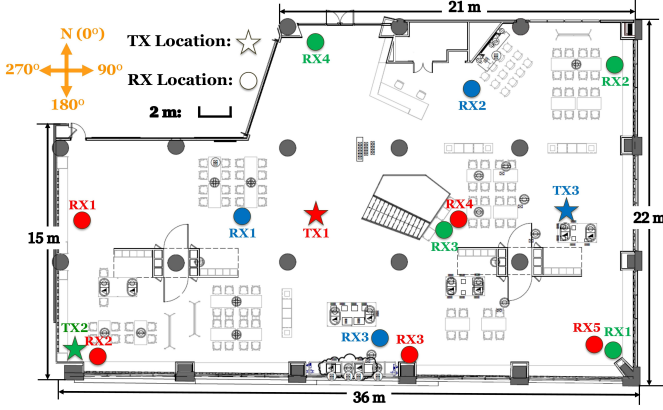 21 m
N (0°)
TX Location:
270° 90°
RX4
RX Location:
RX2
180°
RX2
2 m:
RX1
RX4
TX3
RX1
TX1
22 m
RX3
15 m
TX2
RX2
RX3
RX3
RX5
RX1
36 m